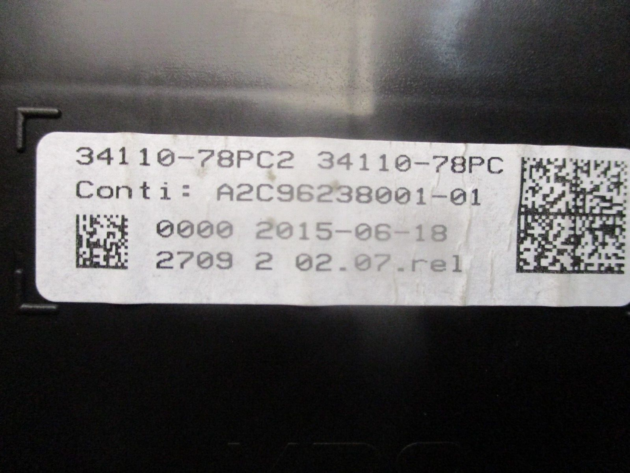 34110-78PC2 34110-78PC
Conti: A2C96238001-01
0000 2015-06-18
2709 2 02.07.rel